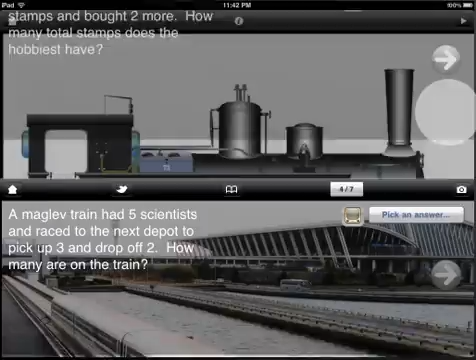 iPad
11:42 PM
100%
stamps and bought 2 more. How
many total stamps does the
hobbiest have?
T3
4 / 7
A maglev train had 5 scientists
and raced to the next depot to
pick up 3 and drop off 2. How
many are on the train?
Pick an answer...